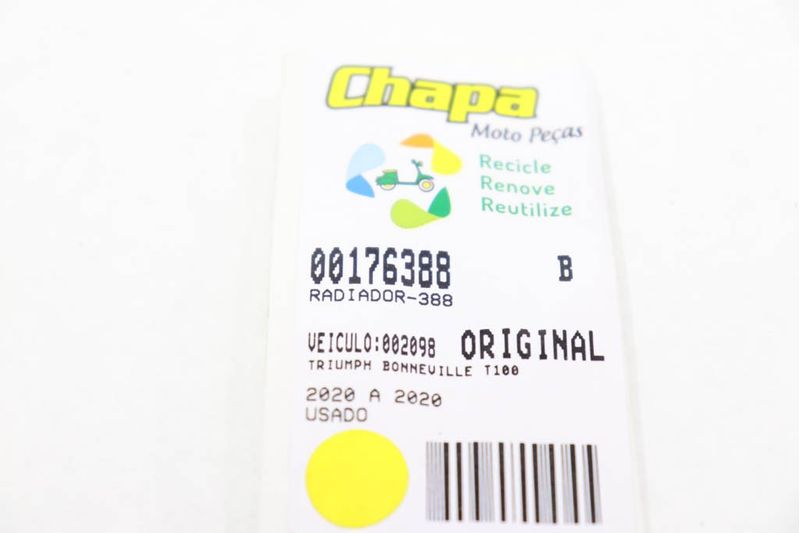 Chapa
Moto Peças
Recicle
Renove
Reutilize
00176388 B
RADIADOR-388
VEICULO:002098 ORIGINAL
TRIUMPH BONNEVILLE T100
2020 A 2020
USADO